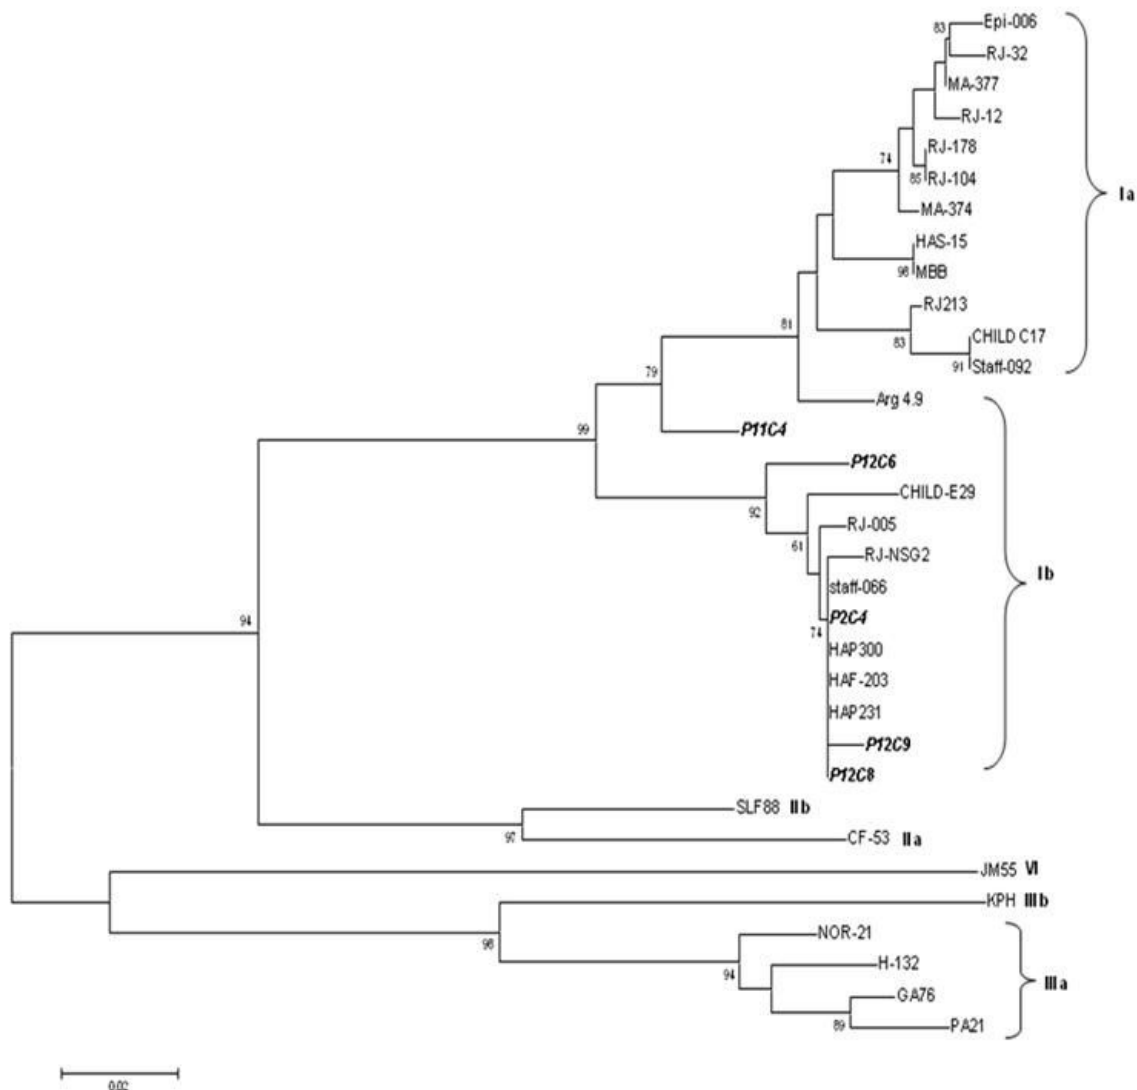 83
Epi-006
RJ-32
MA-377
RJ-12
RJ-178
74
85
RJ-104
MA-374
Ia
HAS-15
98
MBB
RJ213
81
83
CHILD C17
91
Staff-092
79
Arg 4.9
P11C4
99
P12C6
CHILD-E29
92
RJ-005
61
RJ-NSG2
Ib
staff-066
94
P2C4
74
HAP300
HAF-203
HAP231
P12C9
P12C8
SLF88 IIb
97
CF-53 IIa
JM55 VI
KPH IIIb
NOR-21
98
H-132
94
IIIa
GA76
89
PA21
0.02